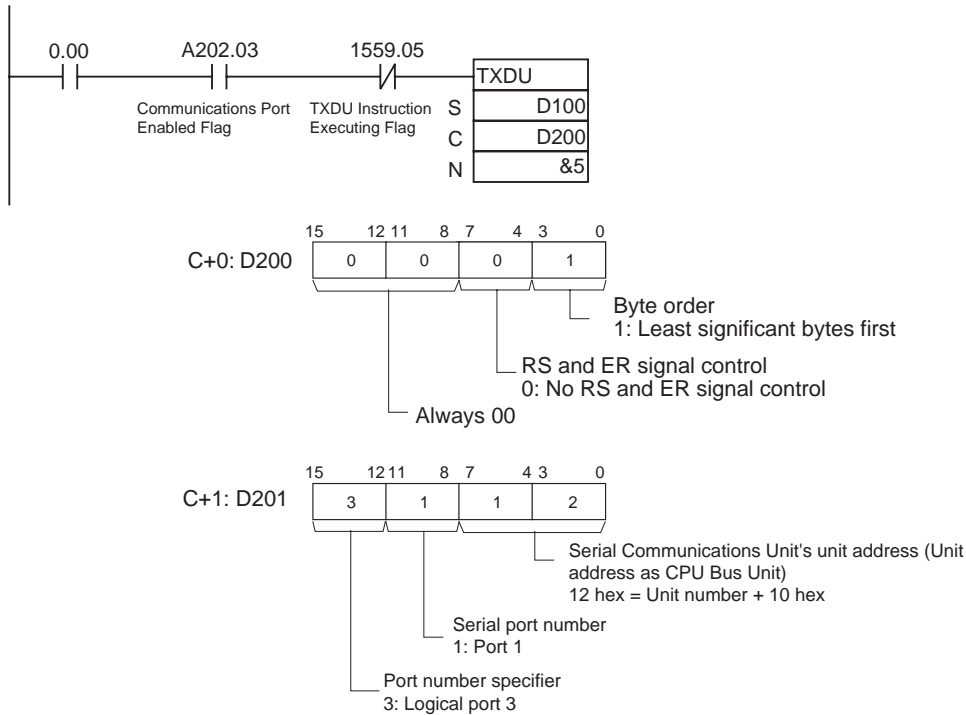 0.00 A202.03 1559.05
TXDU
Communications Port
Enabled Flag
TXDU Instruction
Executing Flag
S D100
C D200
N &5
15 12 11 8 7 4 3 0
C+0: D200 0 0 0 1
Byte order
1: Least significant bytes first
RS and ER signal control
0: No RS and ER signal control
Always 00
15 12 11 8 7 4 3 0
C+1: D201 3 1 1 2
Serial Communications Unit's unit address (Unit
address as CPU Bus Unit)
12 hex = Unit number + 10 hex
Serial port number
1: Port 1
Port number specifier
3: Logical port 3